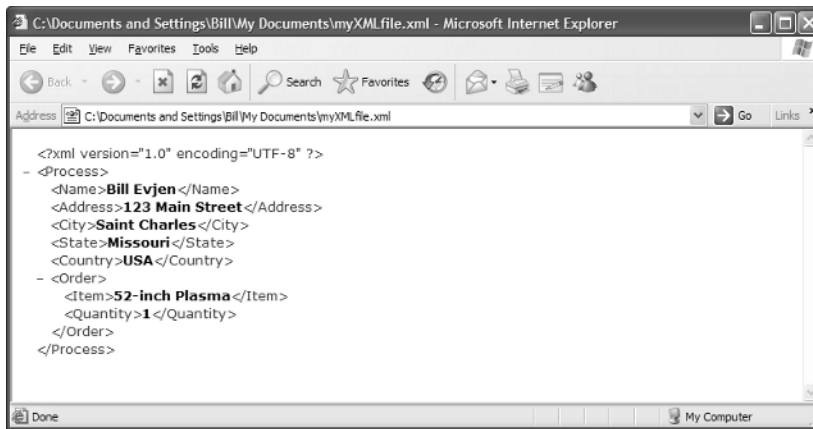 C:\Documents and Settings\Bill\My Documents\myXMLfile.xml - Microsoft Internet Explorer
File Edit View Favorites Tools Help
Back Search Favorites
Address C:\Documents and Settings\Bill\My Documents\myXMLfile.xml Go Links »
<?xml version="1.0" encoding="UTF-8" ?>
- <Process>
<Name>Bill Evjen</Name>
<Address>123 Main Street</Address>
<City>Saint Charles</City>
<State>Missouri</State>
<Country>USA</Country>
- <Order>
<Item>52-inch Plasma</Item>
<Quantity>1</Quantity>
</Order>
</Process>
Done My Computer